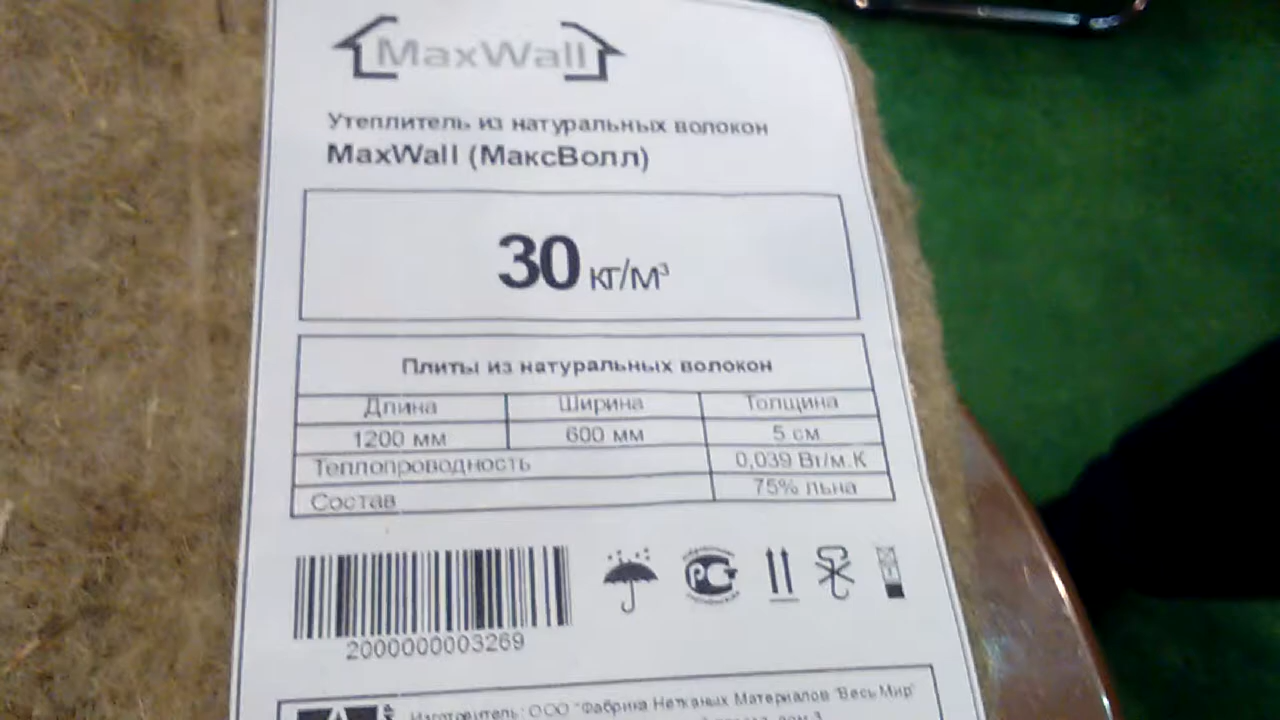 MaxWall
Утеплитель из натуральных волокон
MaxWall (МаксВолл)
30 кг/м³
Плиты из натуральных волокон
Длина Ширина Толщина
1200 мм 600 мм 5 см
Теплопроводность 0,039 Вт/м.К
Состав 75% льна
2000000003269
Изготовитель: ООО "Фабрика Нетканых Материалов "Весь Мир"
дом 3